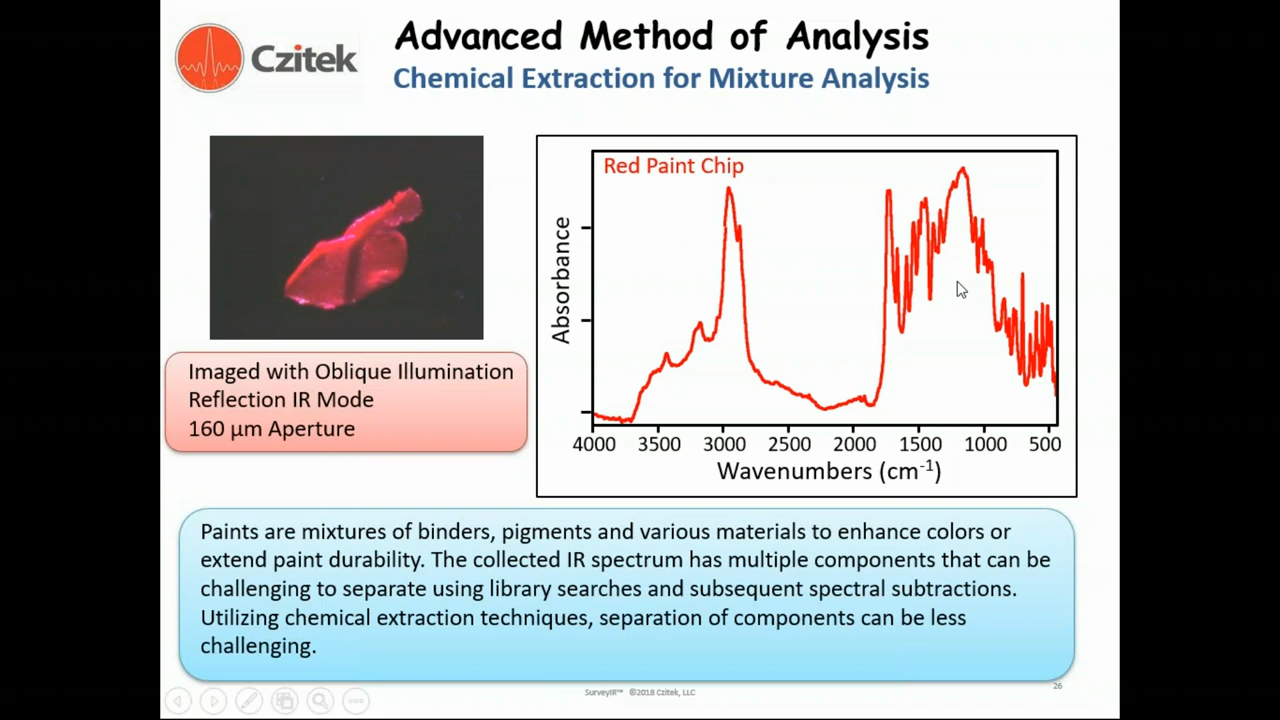 Czitek
Advanced Method of Analysis
Chemical Extraction for Mixture Analysis
Red Paint Chip
Absorbance
4000 3500 3000 2500 2000 1500 1000 500
Wavenumbers (cm⁻¹)
Imaged with Oblique Illumination
Reflection IR Mode
160 µm Aperture
Paints are mixtures of binders, pigments and various materials to enhance colors or
extend paint durability. The collected IR spectrum has multiple components that can be
challenging to separate using library searches and subsequent spectral subtractions.
Utilizing chemical extraction techniques, separation of components can be less
challenging.
SurveyIR™ ©2018 Czitek, LLC
26